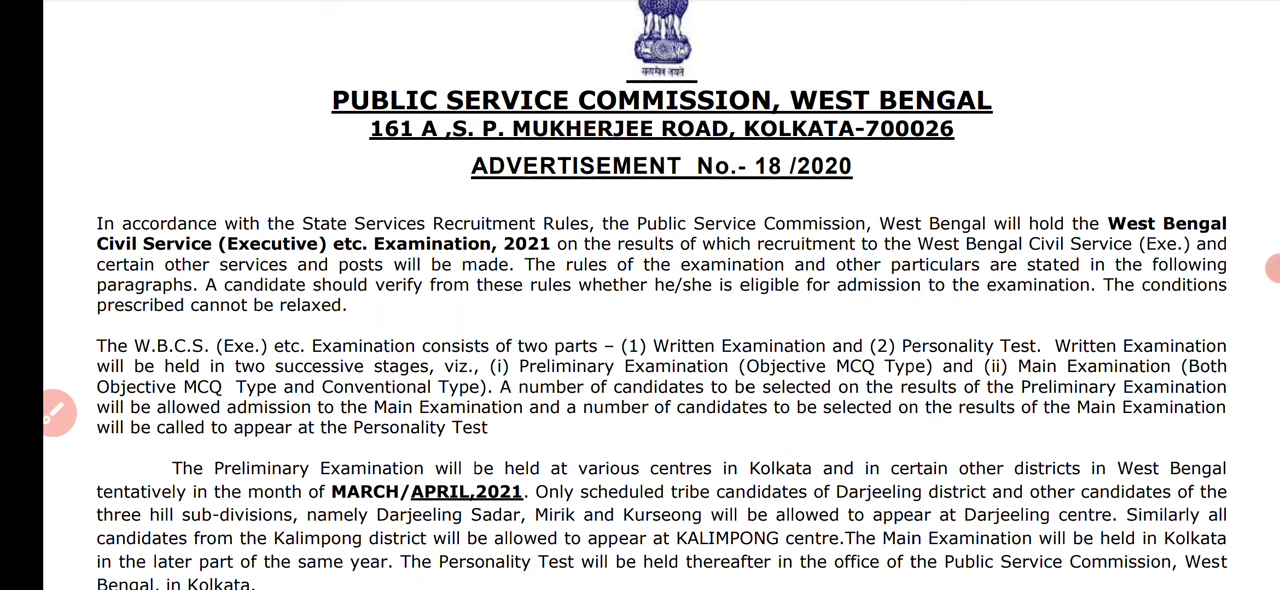 सत्यमेव जयते
PUBLIC SERVICE COMMISSION, WEST BENGAL
161 A ,S. P. MUKHERJEE ROAD, KOLKATA-700026
ADVERTISEMENT No.- 18 /2020
In accordance with the State Services Recruitment Rules, the Public Service Commission, West Bengal will hold the West Bengal
Civil Service (Executive) etc. Examination, 2021 on the results of which recruitment to the West Bengal Civil Service (Exe.) and
certain other services and posts will be made. The rules of the examination and other particulars are stated in the following
paragraphs. A candidate should verify from these rules whether he/she is eligible for admission to the examination. The conditions
prescribed cannot be relaxed.
The W.B.C.S. (Exe.) etc. Examination consists of two parts – (1) Written Examination and (2) Personality Test. Written Examination
will be held in two successive stages, viz., (i) Preliminary Examination (Objective MCQ Type) and (ii) Main Examination (Both
Objective MCQ Type and Conventional Type). A number of candidates to be selected on the results of the Preliminary Examination
will be allowed admission to the Main Examination and a number of candidates to be selected on the results of the Main Examination
will be called to appear at the Personality Test
The Preliminary Examination will be held at various centres in Kolkata and in certain other districts in West Bengal
tentatively in the month of MARCH/APRIL,2021. Only scheduled tribe candidates of Darjeeling district and other candidates of the
three hill sub-divisions, namely Darjeeling Sadar, Mirik and Kurseong will be allowed to appear at Darjeeling centre. Similarly all
candidates from the Kalimpong district will be allowed to appear at KALIMPONG centre.The Main Examination will be held in Kolkata
in the later part of the same year. The Personality Test will be held thereafter in the office of the Public Service Commission, West
Bengal, in Kolkata.